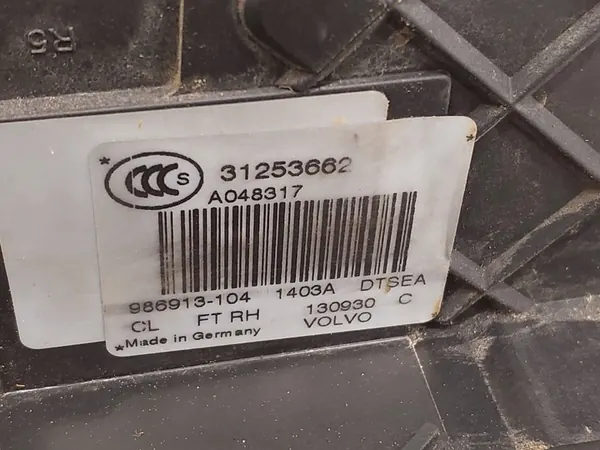 R5
CCC S 31253662
A048317
986913-104 1403A DTSEA
CL FT RH 130930 C
*Made in Germany VOLVO